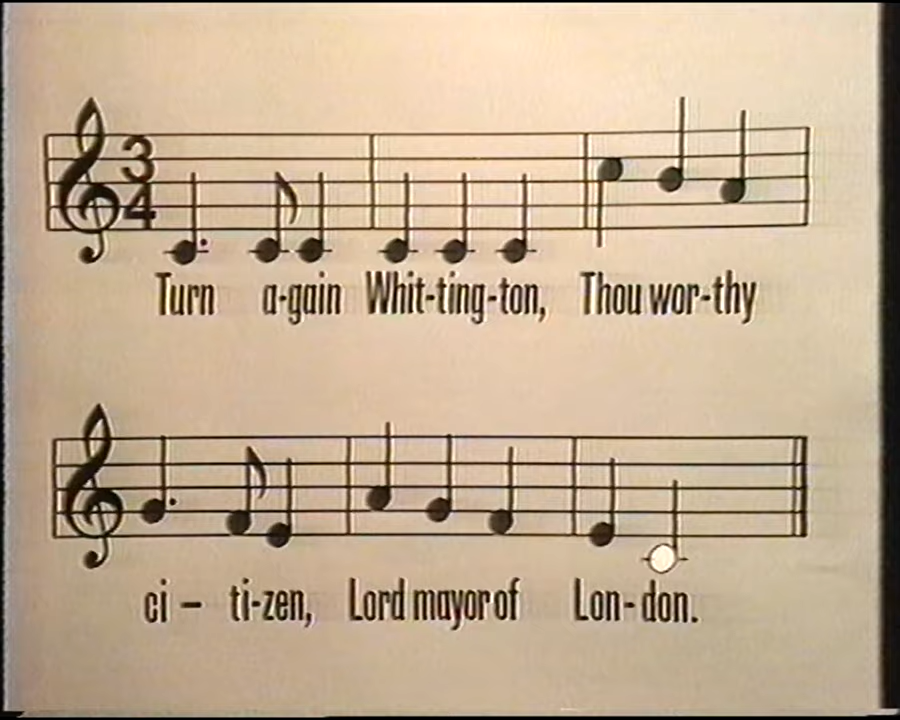 3
4
Turn a-gain Whit-ting-ton, Thou wor-thy
ci – ti-zen, Lord mayor of Lon-don.